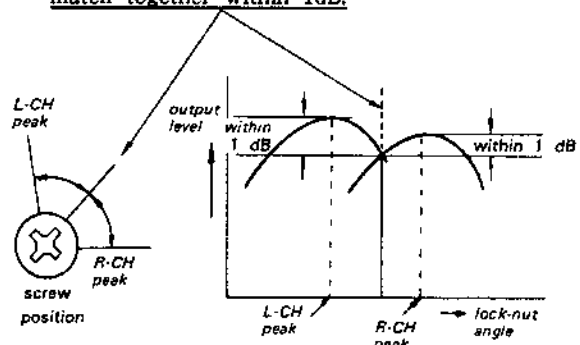 match together within 1dB.
L-CH
peak
output
level
within
1 dB
within 1 dB
R-CH
peak
screw
position
L-CH
peak
R-CH
peak
lock-nut
angle